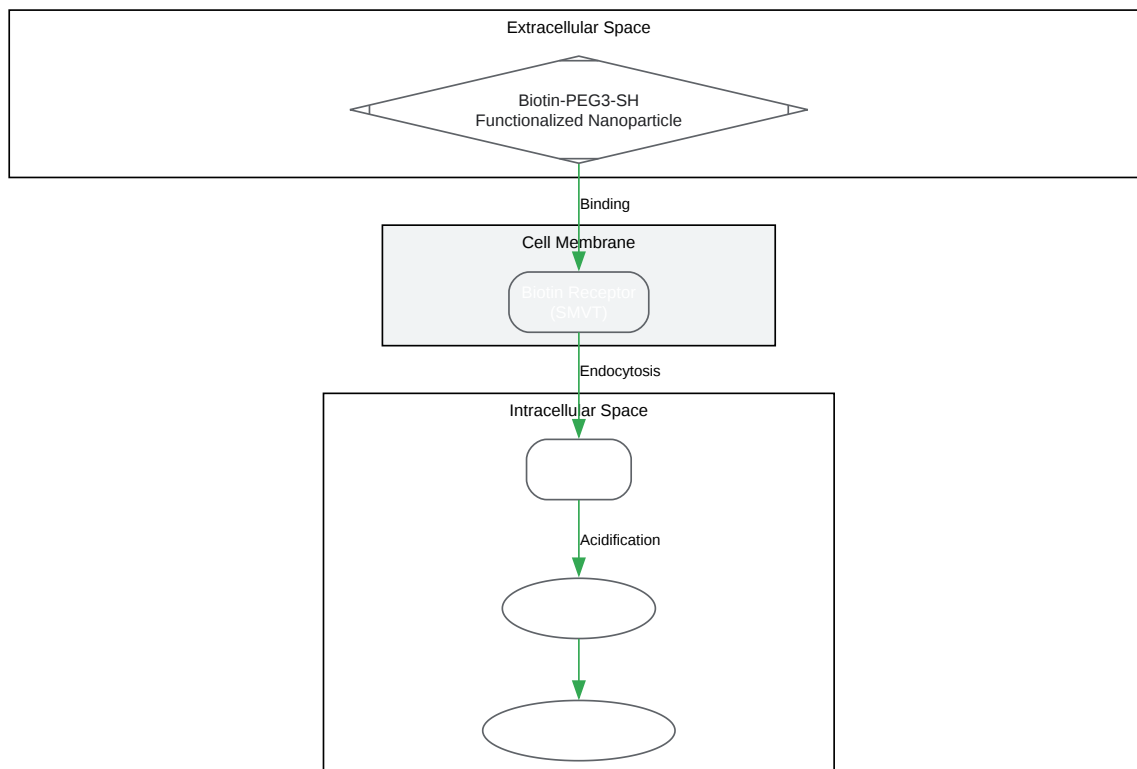 Extracellular Space
Biotin-PEG3-SH
Functionalized Nanoparticle
Binding
Cell Membrane
Biotin Receptor
(SMVT)
Endocytosis
Intracellular Space
Acidification